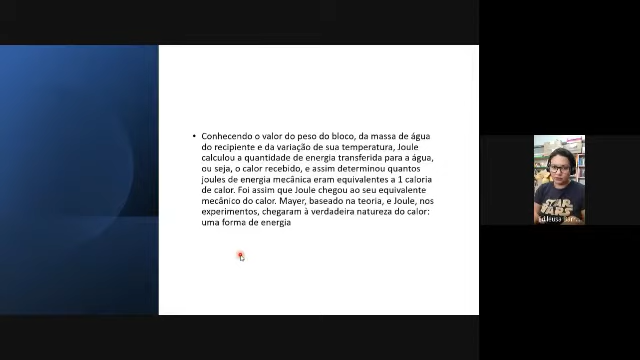 • Conhecendo o valor do peso do bloco, da massa de água
do recipiente e da variação de sua temperatura, Joule
calculou a quantidade de energia transferida para a água,
ou seja, o calor recebido, e assim determinou quantos
joules de energia mecânica eram equivalentes a 1 caloria
de calor. Foi assim que Joule chegou ao seu equivalente
mecânico do calor. Mayer, baseado na teoria, e Joule, nos
experimentos, chegaram à verdadeira natureza do calor:
uma forma de energia
STAR
WARS